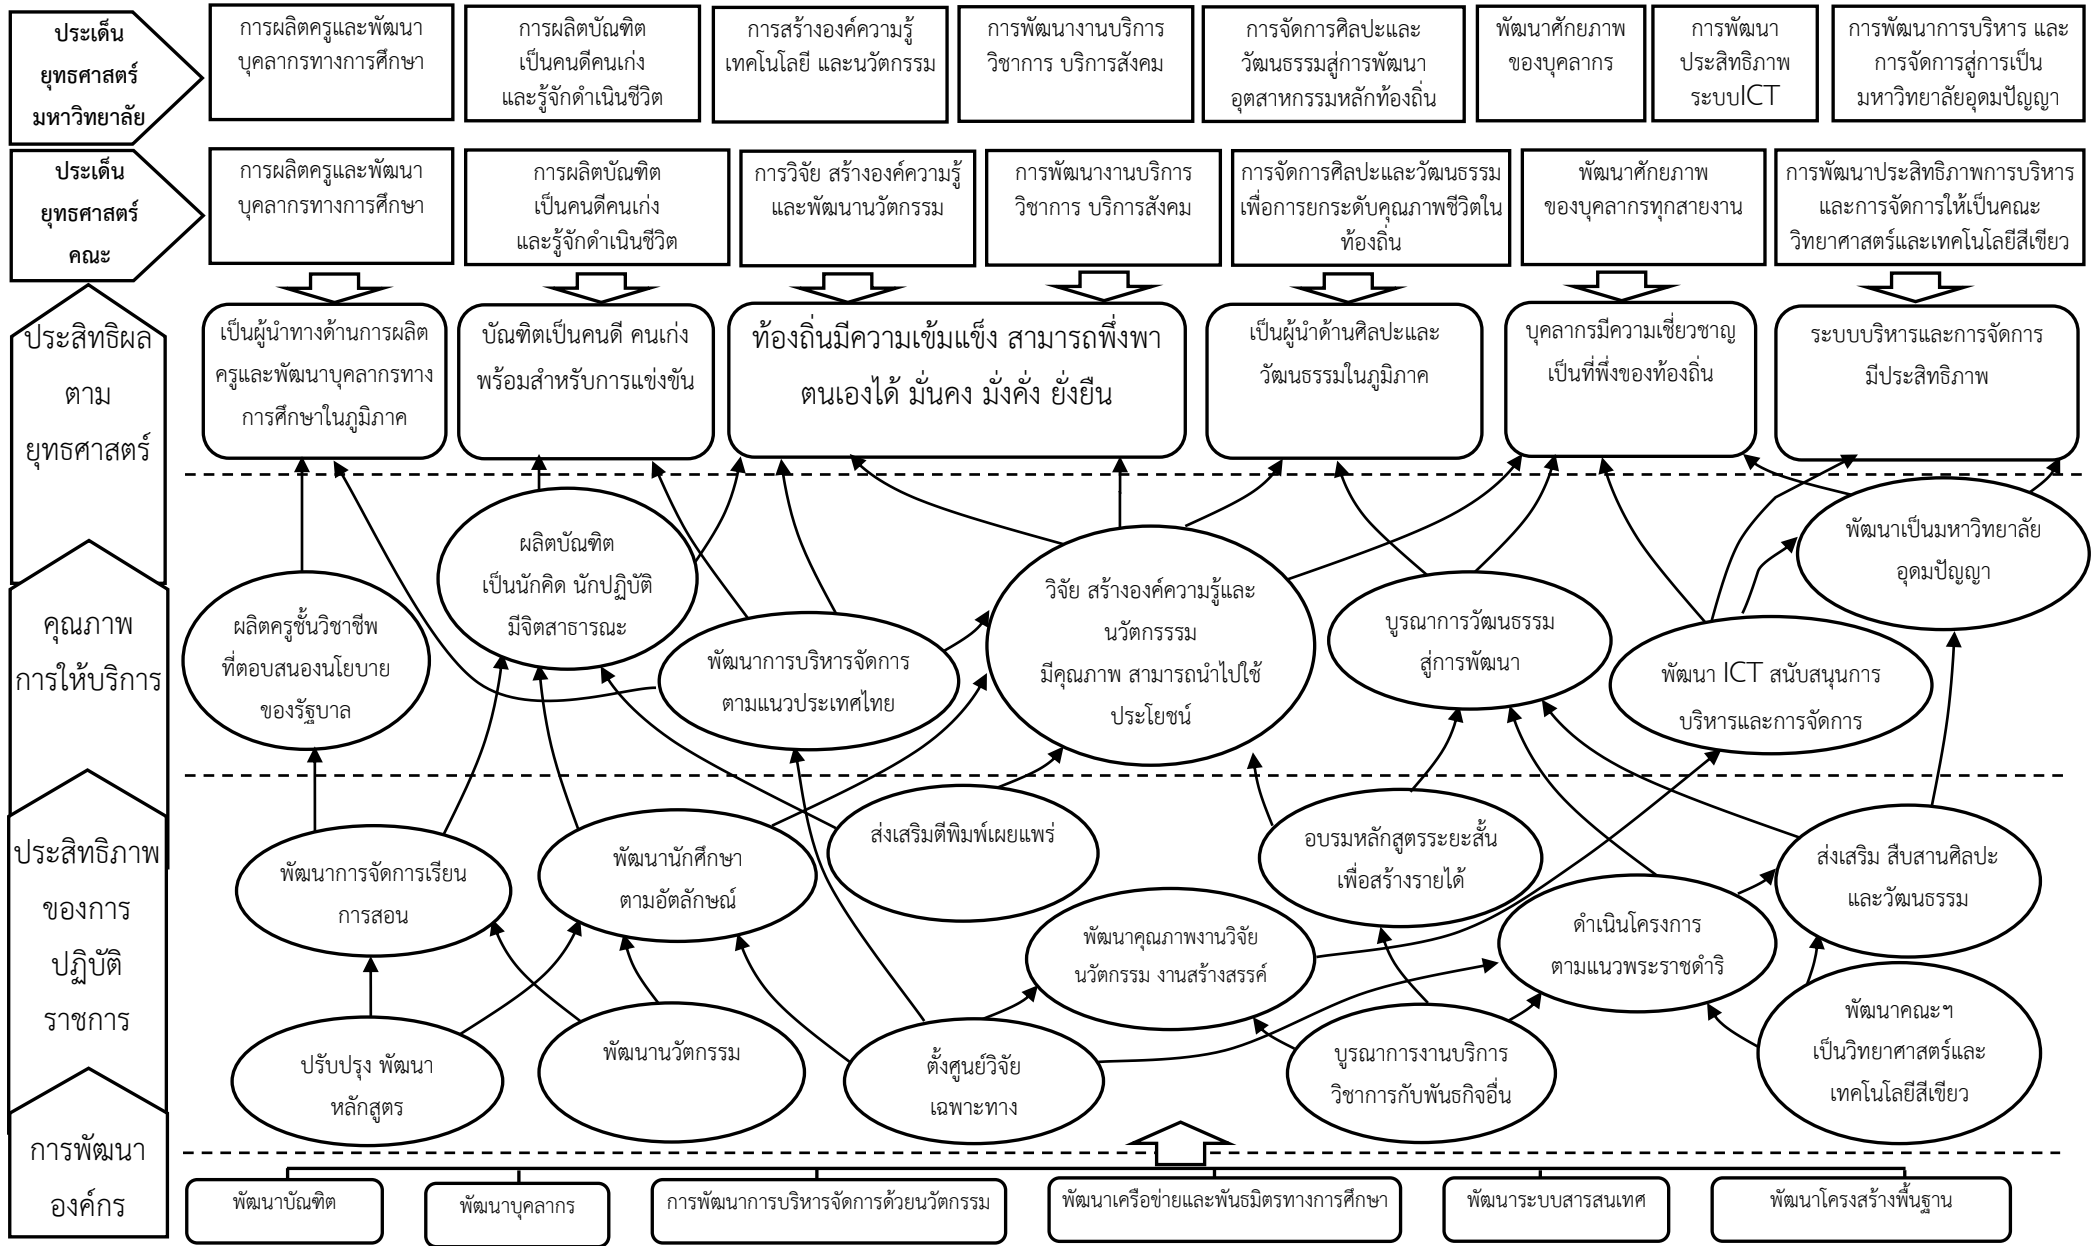 ประเด็น
ยุทธศาสตร์
มหาวิทยาลัย
การผลิตครูและพัฒนา
บุคลากรทางการศึกษา
การผลิตบัณฑิต
เป็นคนดีคนเก่ง
และรู้จักดำเนินชีวิต
การสร้างองค์ความรู้
เทคโนโลยี และนวัตกรรม
การพัฒนางานบริการ
วิชาการ บริการสังคม
การจัดการศิลปะและ
วัฒนธรรมสู่การพัฒนา
อุตสาหกรรมหลักท้องถิ่น
พัฒนาศักยภาพ
ของบุคลากร
การพัฒนา
ประสิทธิภาพ
ระบบICT
การพัฒนาการบริหาร และ
การจัดการสู่การเป็น
มหาวิทยาลัยอุดมปัญญา
ประเด็น
ยุทธศาสตร์
คณะ
การผลิตครูและพัฒนา
บุคลากรทางการศึกษา
การผลิตบัณฑิต
เป็นคนดีคนเก่ง
และรู้จักดำเนินชีวิต
การวิจัย สร้างองค์ความรู้
และพัฒนานวัตกรรม
การพัฒนางานบริการ
วิชาการ บริการสังคม
การจัดการศิลปะและวัฒนธรรม
เพื่อการยกระดับคุณภาพชีวิตใน
ท้องถิ่น
พัฒนาศักยภาพ
ของบุคลากรทุกสายงาน
การพัฒนาประสิทธิภาพการบริหาร
และการจัดการให้เป็นคณะ
วิทยาศาสตร์และเทคโนโลยีสีเขียว
ประสิทธิผล
ตาม
ยุทธศาสตร์
เป็นผู้นำทางด้านการผลิต
ครูและพัฒนาบุคลากรทาง
การศึกษาในภูมิภาค
บัณฑิตเป็นคนดี คนเก่ง
พร้อมสำหรับการแข่งขัน
ท้องถิ่นมีความเข้มแข็ง สามารถพึ่งพา
ตนเองได้ มั่นคง มั่งคั่ง ยั่งยืน
เป็นผู้นำด้านศิลปะและ
วัฒนธรรมในภูมิภาค
บุคลากรมีความเชี่ยวชาญ
เป็นที่พึ่งของท้องถิ่น
ระบบบริหารและการจัดการ
มีประสิทธิภาพ
คุณภาพ
การให้บริการ
ผลิตครูชั้นวิชาชีพ
ที่ตอบสนองนโยบาย
ของรัฐบาล
ผลิตบัณฑิต
เป็นนักคิด นักปฏิบัติ
มีจิตสาธารณะ
พัฒนาการบริหารจัดการ
ตามแนวประเทศไทย
วิจัย สร้างองค์ความรู้และ
นวัตกรรรม
มีคุณภาพ สามารถนำไปใช้
ประโยชน์
บูรณาการวัฒนธรรม
สู่การพัฒนา
พัฒนา ICT สนับสนุนการ
บริหารและการจัดการ
พัฒนาเป็นมหาวิทยาลัย
อุดมปัญญา
ประสิทธิภาพ
ของการ
ปฏิบัติ
ราชการ
พัฒนาการจัดการเรียน
การสอน
พัฒนานักศึกษา
ตามอัตลักษณ์
ส่งเสริมตีพิมพ์เผยแพร่
อบรมหลักสูตรระยะสั้น
เพื่อสร้างรายได้
ส่งเสริม สืบสานศิลปะ
และวัฒนธรรม
พัฒนาคุณภาพงานวิจัย
นวัตกรรม งานสร้างสรรค์
ดำเนินโครงการ
ตามแนวพระราชดำริ
ปรับปรุง พัฒนา
หลักสูตร
พัฒนานวัตกรรม
ตั้งศูนย์วิจัย
เฉพาะทาง
บูรณาการงานบริการ
วิชาการกับพันธกิจอื่น
พัฒนาคณะฯ
เป็นวิทยาศาสตร์และ
เทคโนโลยีสีเขียว
การพัฒนา
องค์กร
พัฒนาบัณฑิต
พัฒนาบุคลากร
การพัฒนาการบริหารจัดการด้วยนวัตกรรม
พัฒนาเครือข่ายและพันธมิตรทางการศึกษา
พัฒนาระบบสารสนเทศ
พัฒนาโครงสร้างพื้นฐาน